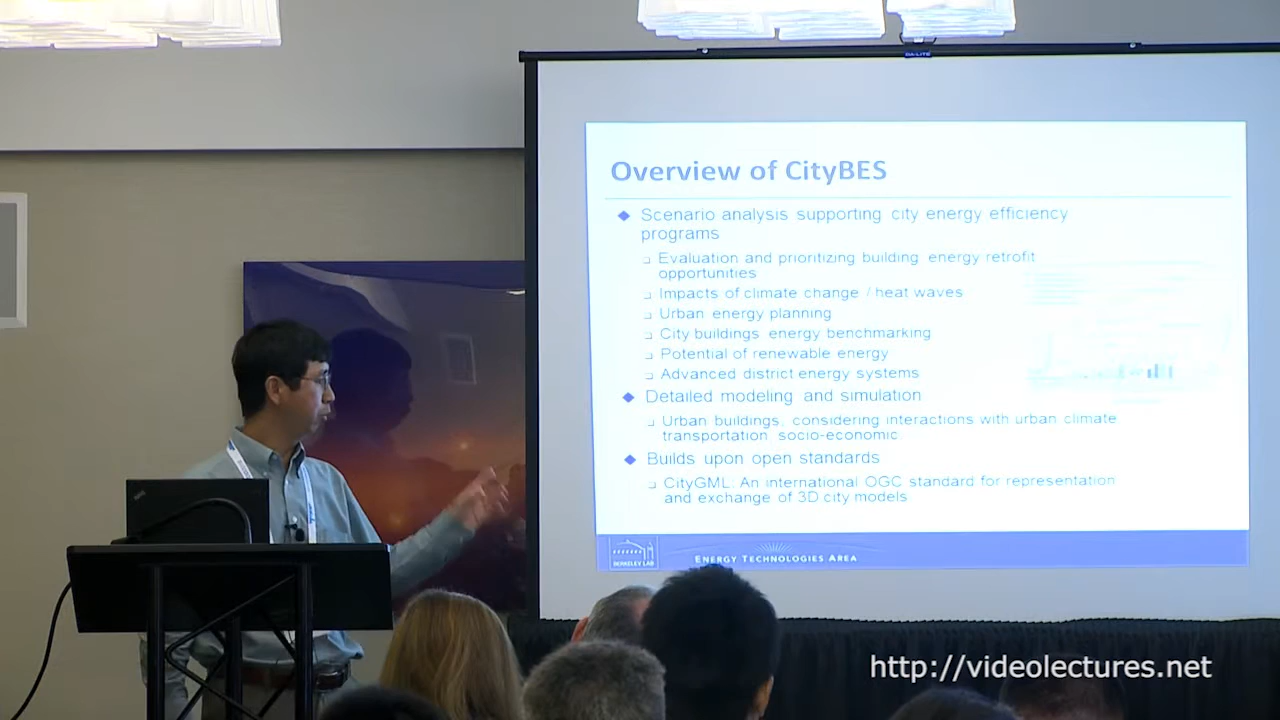 Overview of CityBES
Scenario analysis supporting city energy efficiency
programs
Evaluation and prioritizing building energy retrofit
opportunities
Impacts of climate change / heat waves
Urban energy planning
City buildings energy benchmarking
Potential of renewable energy
Advanced district energy systems
Detailed modeling and simulation
Urban buildings, considering interactions with urban climate
transportation socio-economic
Builds upon open standards
CityGML: An international OGC standard for representation
and exchange of 3D city models
BERKELEY LAB
ENERGY TECHNOLOGIES AREA
http://videolectures.net